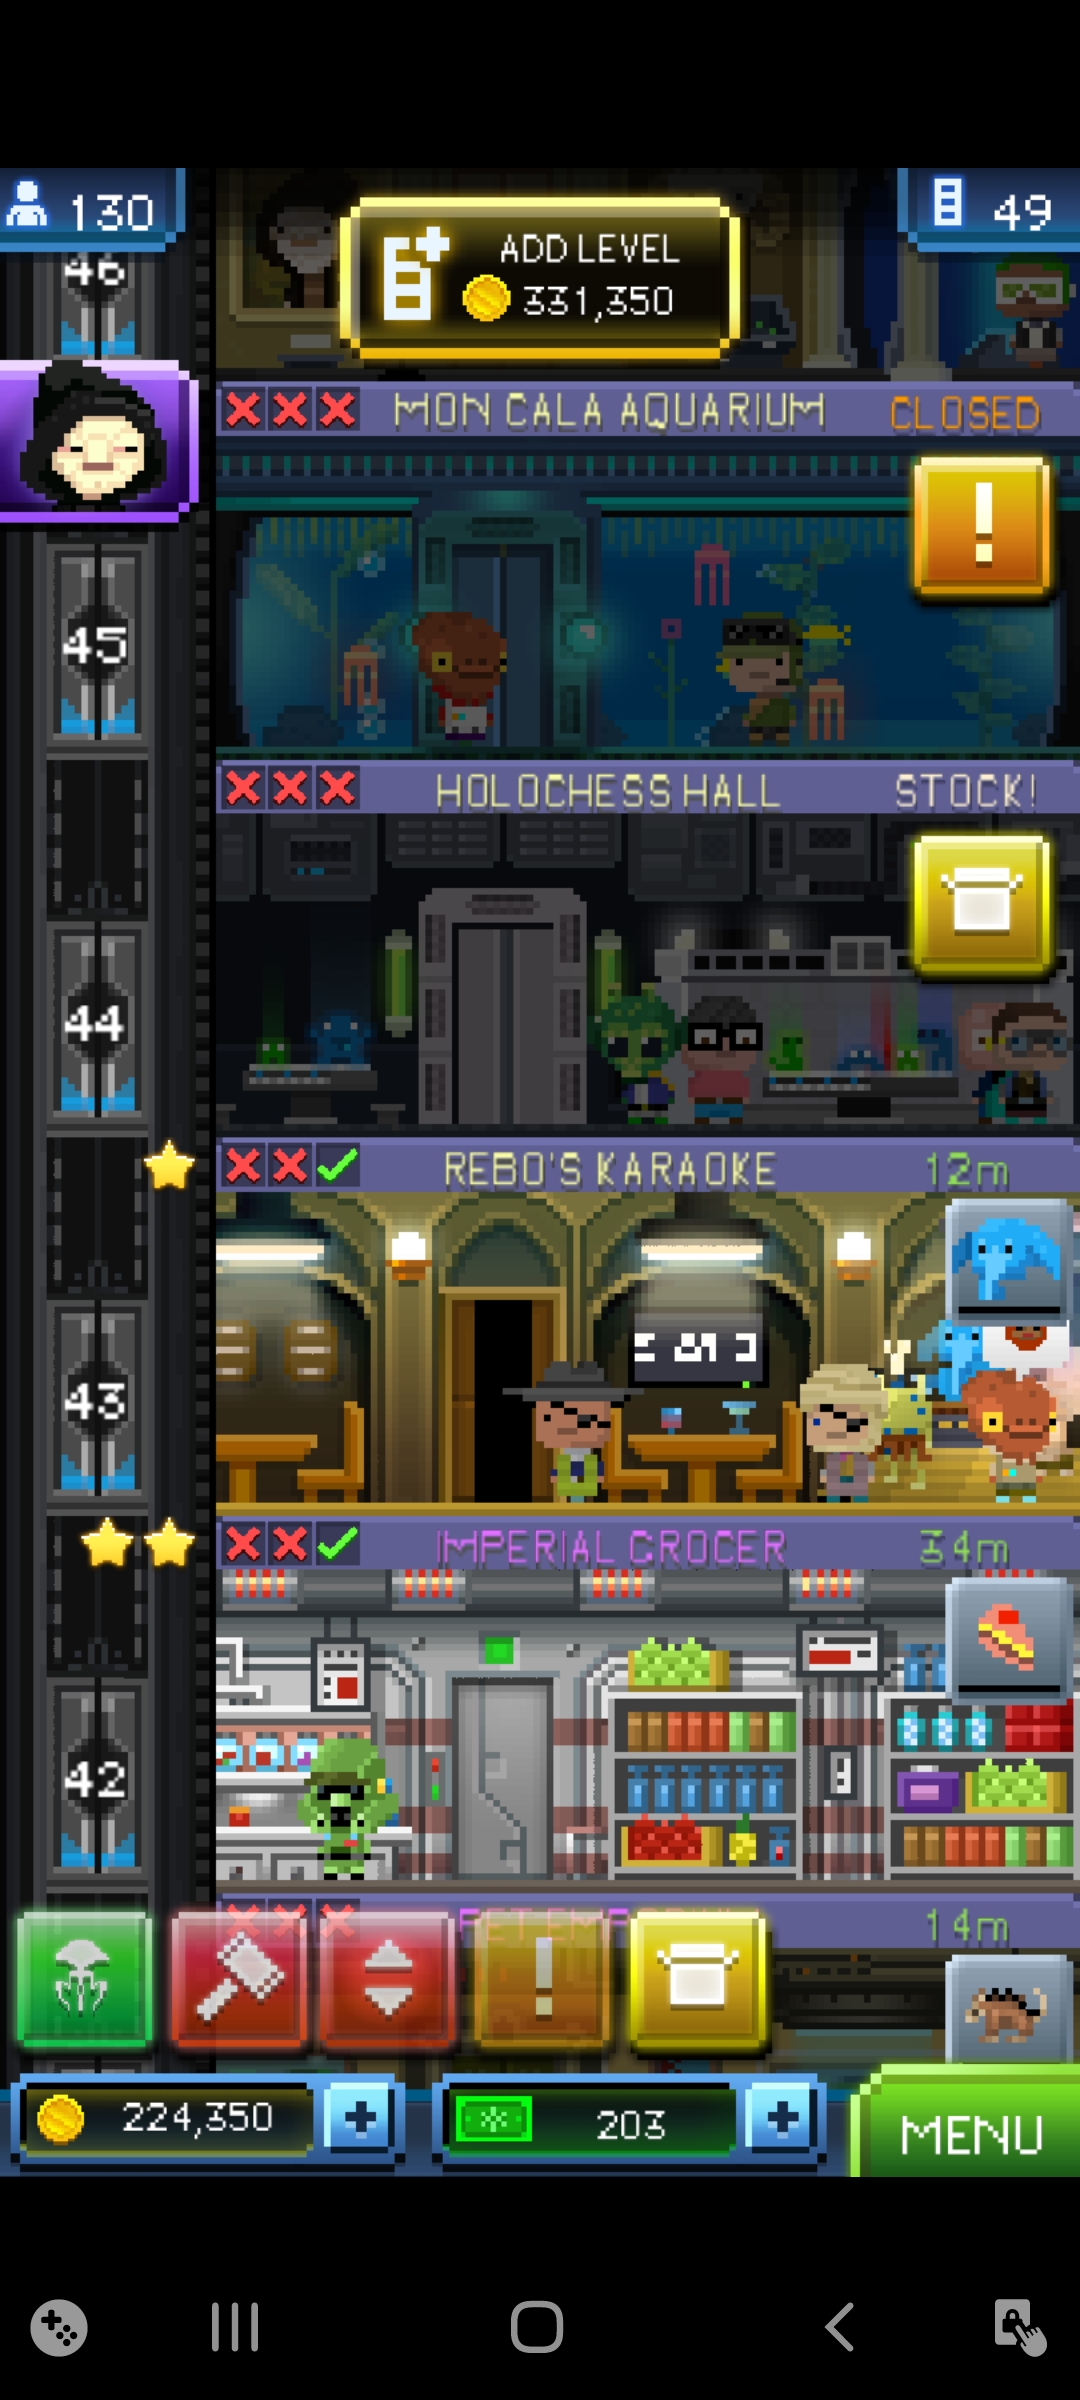 130
ADD LEVEL
331,350
49
46
MON CALA AQUARIUM
CLOSED
!
45
HOLOCHESS HALL
STOCK!
44
REBO'S KARAOKE
12m
43
IMPERIAL GROCER
34m
42
PET
14m
!
224,350
+
203
+
MENU